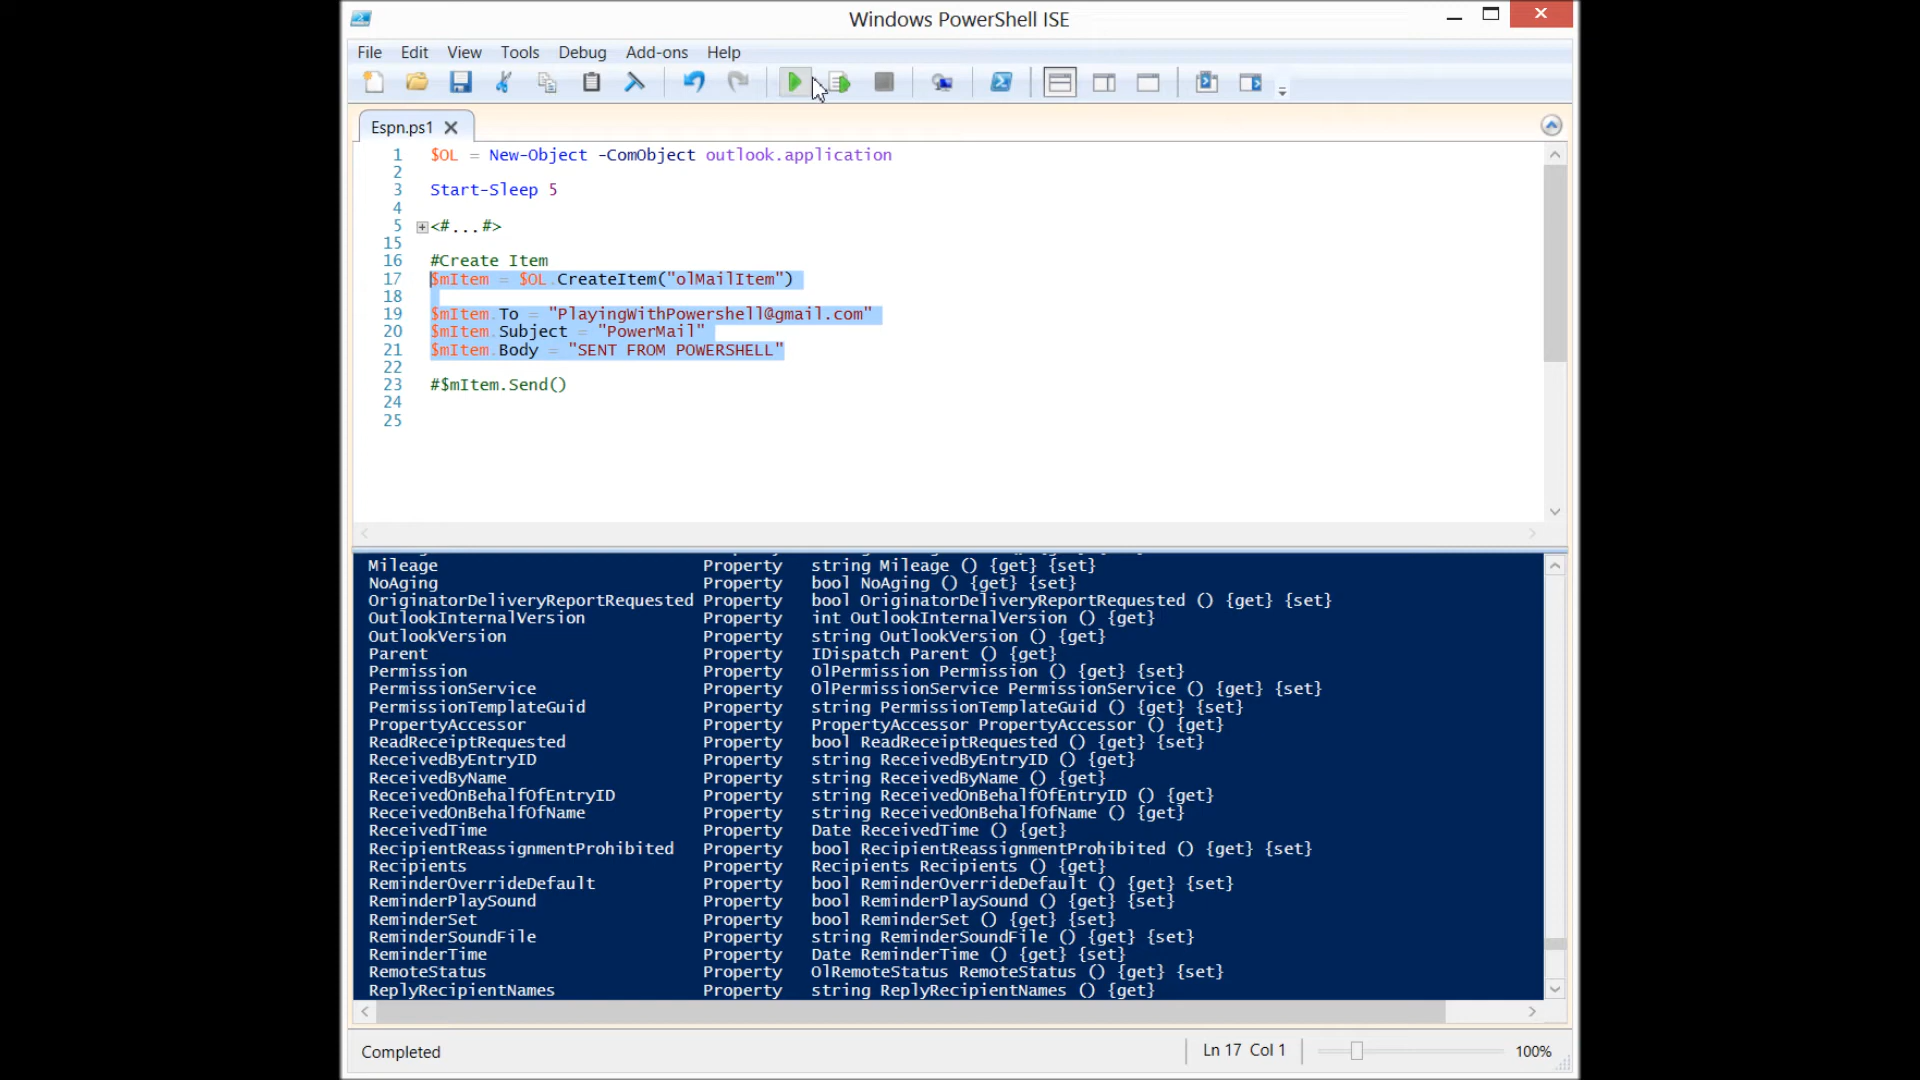 Windows PowerShell ISE
File Edit View Tools Debug Add-ons Help
Espn.ps1
1 $OL = New-Object -ComObject outlook.application
2
3 Start-Sleep 5
4
5 <#...#>
15
16 #Create Item
17 $mItem = $OL.CreateItem("olMailItem")
18
19 $mItem.To = "PlayingWithPowershell@gmail.com"
20 $mItem.Subject = "PowerMail"
21 $mItem.Body = "SENT FROM POWERSHELL"
22
23 #$mItem.Send()
24
25
Mileage Property string Mileage () {get} {set}
NoAging Property bool NoAging () {get} {set}
OriginatorDeliveryReportRequested Property bool OriginatorDeliveryReportRequested () {get} {set}
OutlookInternalVersion Property int OutlookInternalVersion () {get}
OutlookVersion Property string OutlookVersion () {get}
Parent Property IDispatch Parent () {get}
Permission Property OlPermission Permission () {get} {set}
PermissionService Property OlPermissionService PermissionService () {get} {set}
PermissionTemplateGuid Property string PermissionTemplateGuid () {get} {set}
PropertyAccessor Property PropertyAccessor PropertyAccessor () {get}
ReadReceiptRequested Property bool ReadReceiptRequested () {get} {set}
ReceivedByEntryID Property string ReceivedByEntryID () {get}
ReceivedByName Property string ReceivedByName () {get}
ReceivedOnBehalfOfEntryID Property string ReceivedOnBehalfOfEntryID () {get}
ReceivedOnBehalfOfName Property string ReceivedOnBehalfOfName () {get}
ReceivedTime Property Date ReceivedTime () {get}
RecipientReassignmentProhibited Property bool RecipientReassignmentProhibited () {get} {set}
Recipients Property Recipients Recipients () {get}
ReminderOverrideDefault Property bool ReminderOverrideDefault () {get} {set}
ReminderPlaySound Property bool ReminderPlaySound () {get} {set}
ReminderSet Property bool ReminderSet () {get} {set}
ReminderSoundFile Property string ReminderSoundFile () {get} {set}
ReminderTime Property Date ReminderTime () {get} {set}
RemoteStatus Property OlRemoteStatus RemoteStatus () {get} {set}
ReplyRecipientNames Property string ReplyRecipientNames () {get}
Completed Ln 17 Col 1 100%